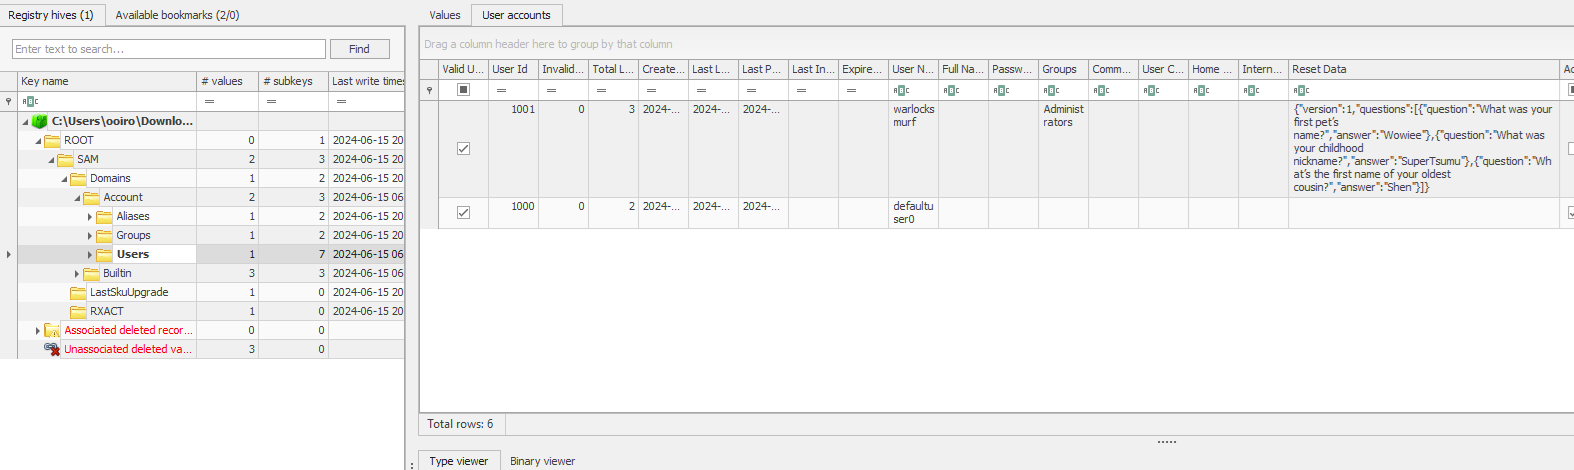 Registry hives (1) Available bookmarks (2/0)
Enter text to search... Find
Key name # values # subkeys Last write times
= = =
C:\Users\ooiro\Downlo...
ROOT 0 1 2024-06-15 20
SAM 2 3 2024-06-15 20
Domains 1 2 2024-06-15 20
Account 2 3 2024-06-15 06
Aliases 1 2 2024-06-15 20
Groups 1 2 2024-06-15 20
Users 1 7 2024-06-15 06
Builtin 3 3 2024-06-15 06
LastSkuUpgrade 1 0 2024-06-15 20
RXACT 1 0 2024-06-15 20
Associated deleted recor... 0 0
Unassociated deleted va... 3 0
Values User accounts
Drag a column header here to group by that column
Valid U... User Id Invalid... Total L... Create... Last L... Last P... Last In... Expire... User N... Full Na... Passw... Groups Comm... User C... Home ... Intern... Reset Data Ac
= = = = = = = =
1001 0 3 2024-... 2024-... 2024-... warlocks Administ {"version":1,"questions":[{"question":"What was your
murf rators first pet's
name?","answer":"Wowiee"},{"question":"What was
your childhood
nickname?","answer":"SuperTsumu"},{"question":"Wh
at's the first name of your oldest
cousin?","answer":"Shen"}]}
1000 0 2 2024-... 2024-... 2024-... defaultu
ser0
Total rows: 6
Type viewer Binary viewer